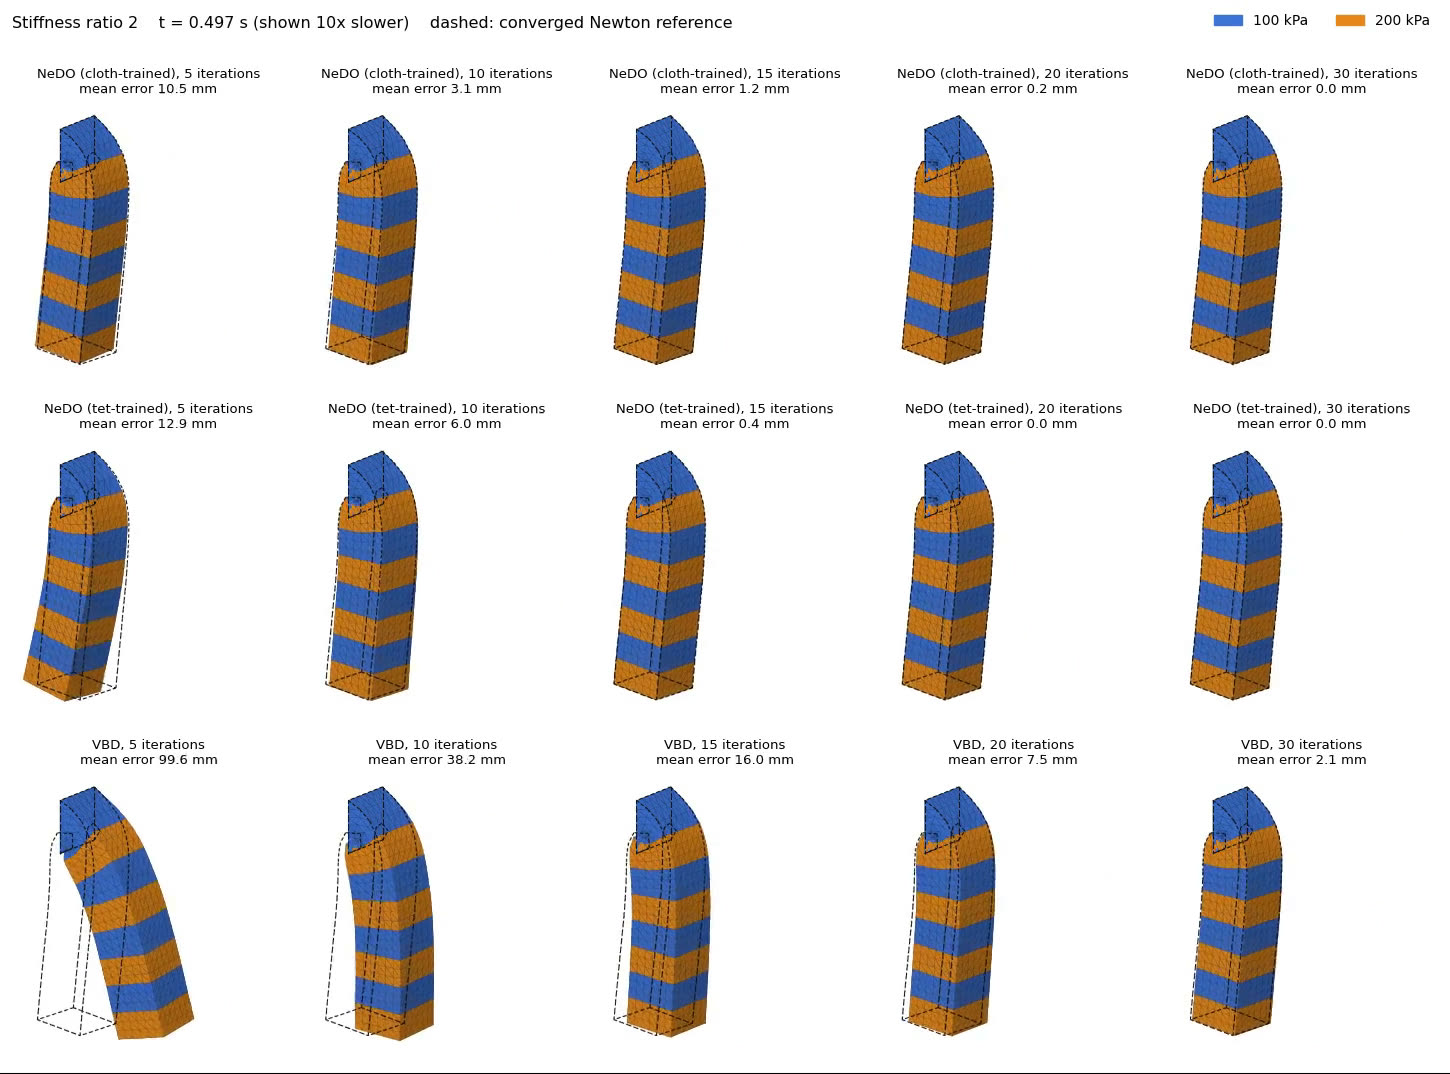 Stiffness ratio 2    t = 0.497 s (shown 10x slower)    dashed: converged Newton reference
100 kPa    200 kPa
NeDO (cloth-trained), 5 iterations
mean error 10.5 mm
NeDO (cloth-trained), 10 iterations
mean error 3.1 mm
NeDO (cloth-trained), 15 iterations
mean error 1.2 mm
NeDO (cloth-trained), 20 iterations
mean error 0.2 mm
NeDO (cloth-trained), 30 iterations
mean error 0.0 mm
NeDO (tet-trained), 5 iterations
mean error 12.9 mm
NeDO (tet-trained), 10 iterations
mean error 6.0 mm
NeDO (tet-trained), 15 iterations
mean error 0.4 mm
NeDO (tet-trained), 20 iterations
mean error 0.0 mm
NeDO (tet-trained), 30 iterations
mean error 0.0 mm
VBD, 5 iterations
mean error 99.6 mm
VBD, 10 iterations
mean error 38.2 mm
VBD, 15 iterations
mean error 16.0 mm
VBD, 20 iterations
mean error 7.5 mm
VBD, 30 iterations
mean error 2.1 mm